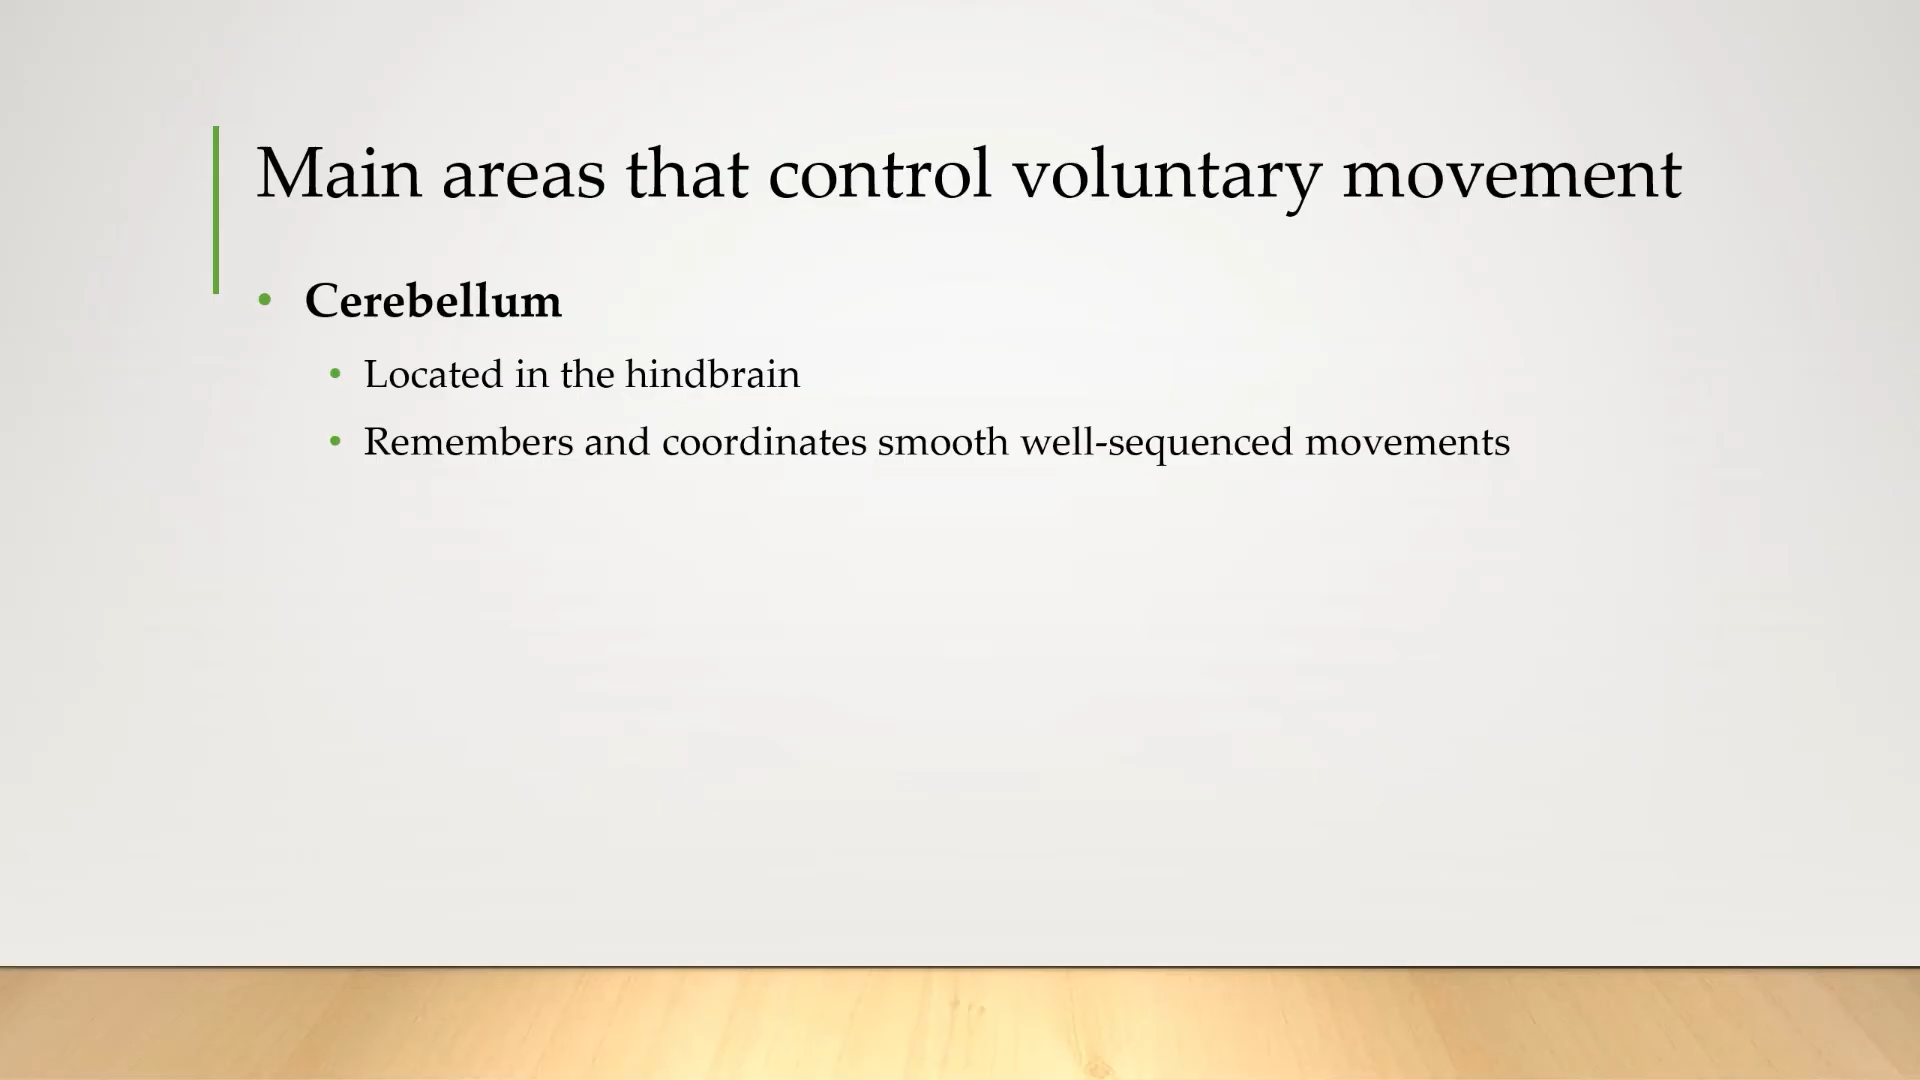 Main areas that control voluntary movement
• Cerebellum
• Located in the hindbrain
• Remembers and coordinates smooth well-sequenced movements